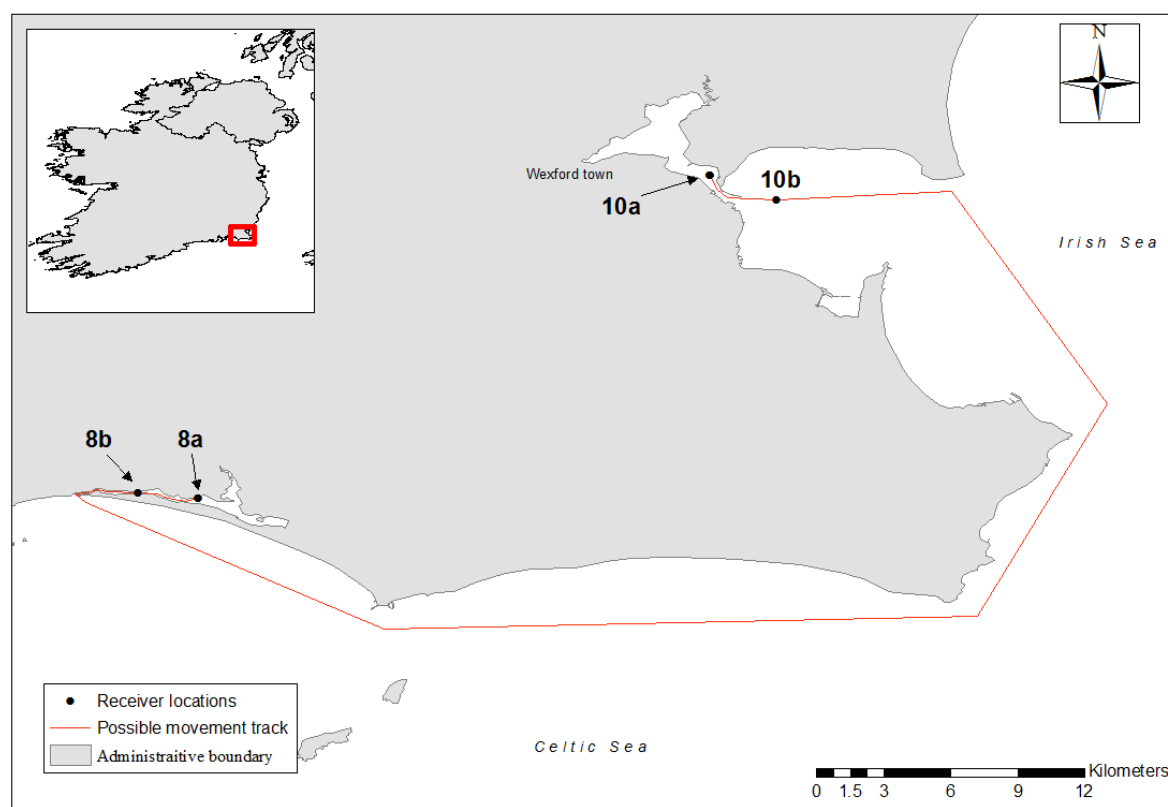 N
Wexford town
10a
10b
Irish Sea
8b
8a
Receiver locations
Possible movement track
Administraitive boundary
Celtic Sea
Kilometers
0 1.5 3 6 9 12